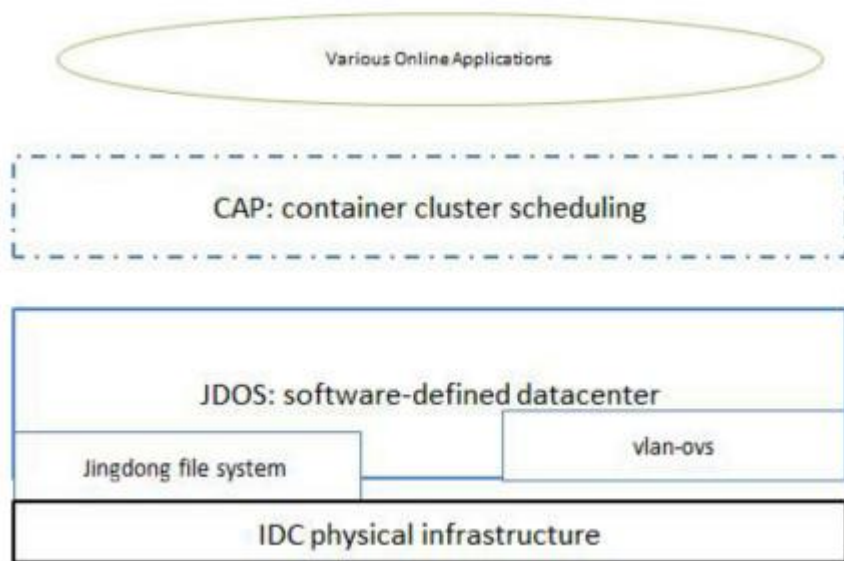 Various Online Applications
CAP: container cluster scheduling
JDOS: software-defined datacenter
vlan-ovs
Jingdong file system
IDC physical infrastructure